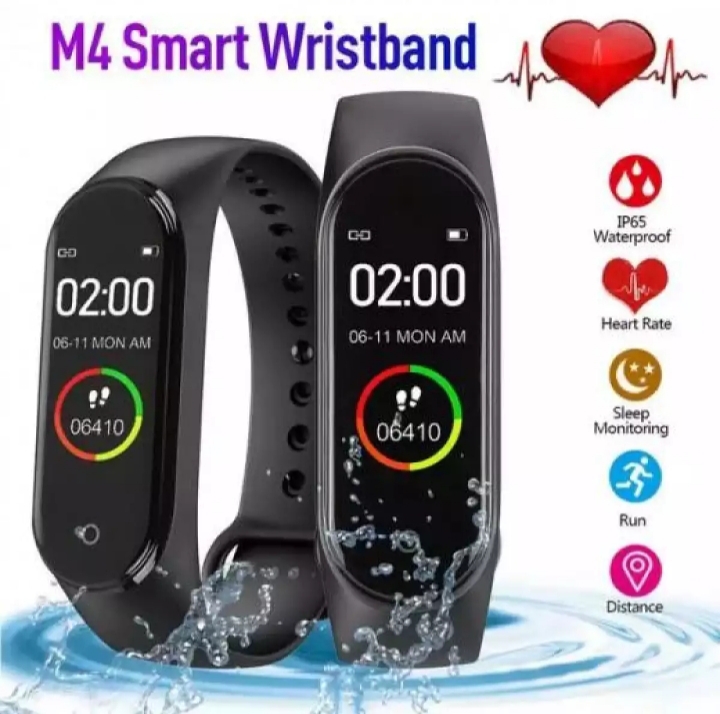 M4 Smart Wristband
02:00
06-11 MON AM
06410
02:00
06-11 MON AM
06410
IP65
Waterproof
Heart Rate
Sleep
Monitoring
Run
Distance